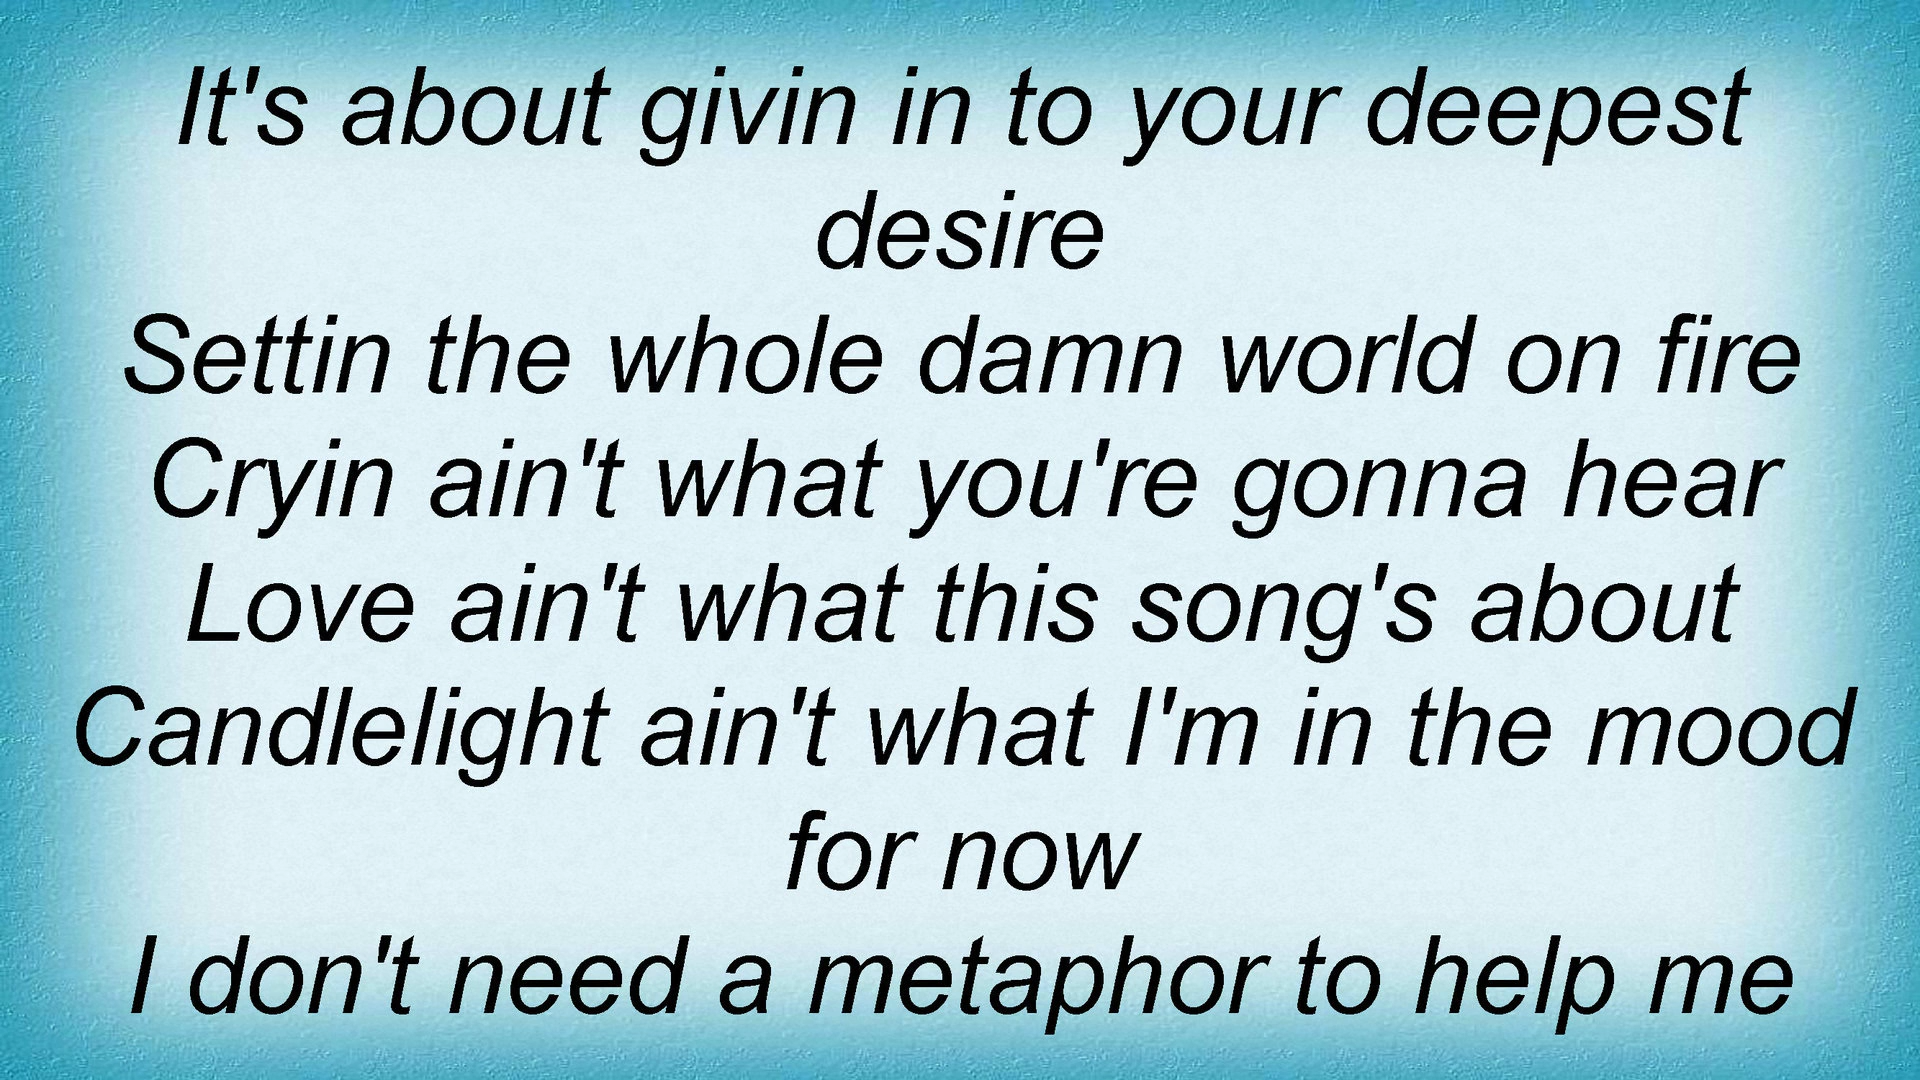 It's about givin in to your deepest
desire
Settin the whole damn world on fire
Cryin ain't what you're gonna hear
Love ain't what this song's about
Candlelight ain't what I'm in the mood
for now
I don't need a metaphor to help me